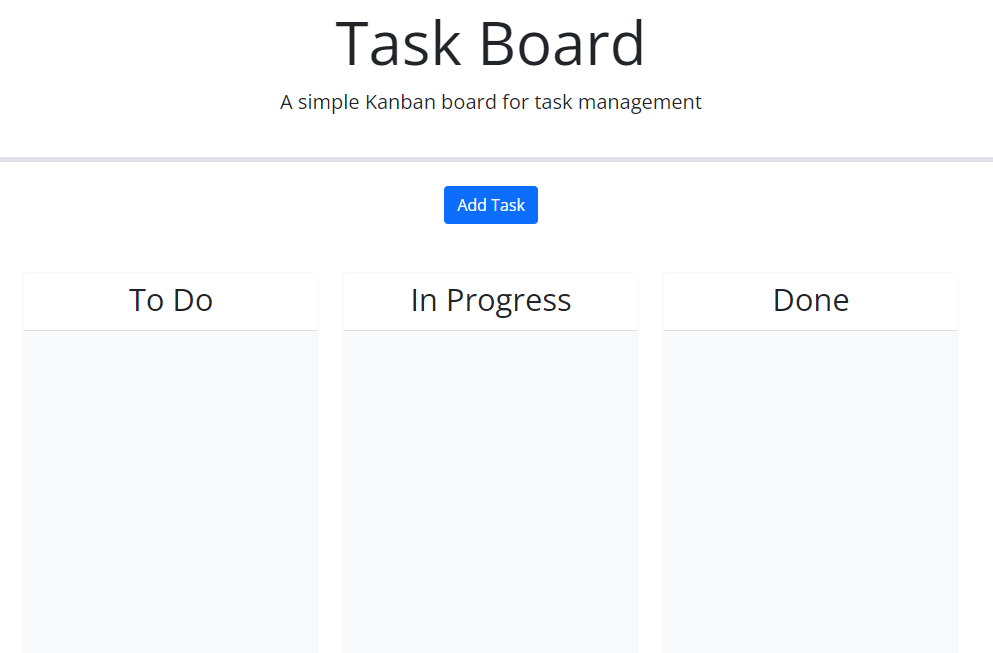 Task Board
A simple Kanban board for task management
Add Task
To Do
In Progress
Done